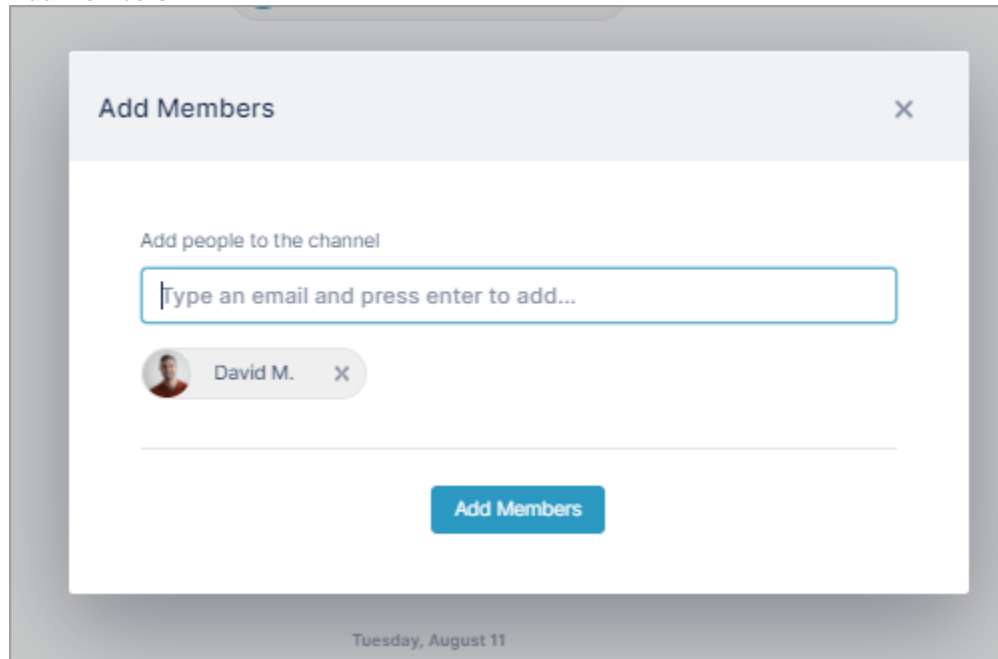 Add Members
Add people to the channel
Type an email and press enter to add...
David M.
Add Members
Tuesday, August 11